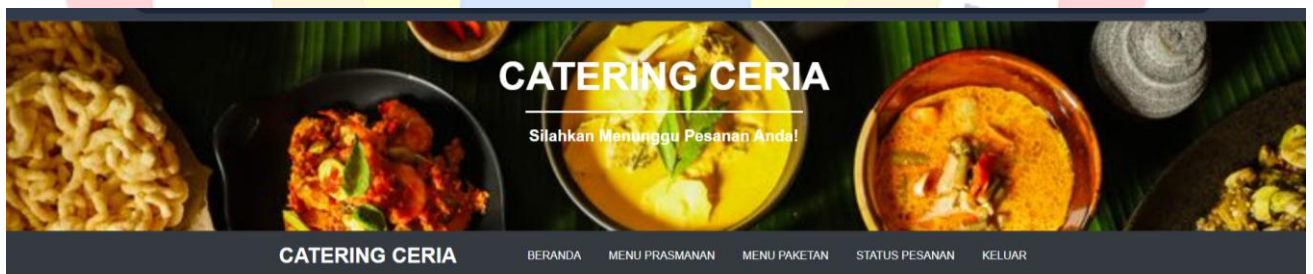 CATERING CERIA
Silahkan Menunggu Pesanan Anda!
CATERING CERIA BERANDA MENU PRASMANAN MENU PAKETAN STATUS PESANAN KELUAR